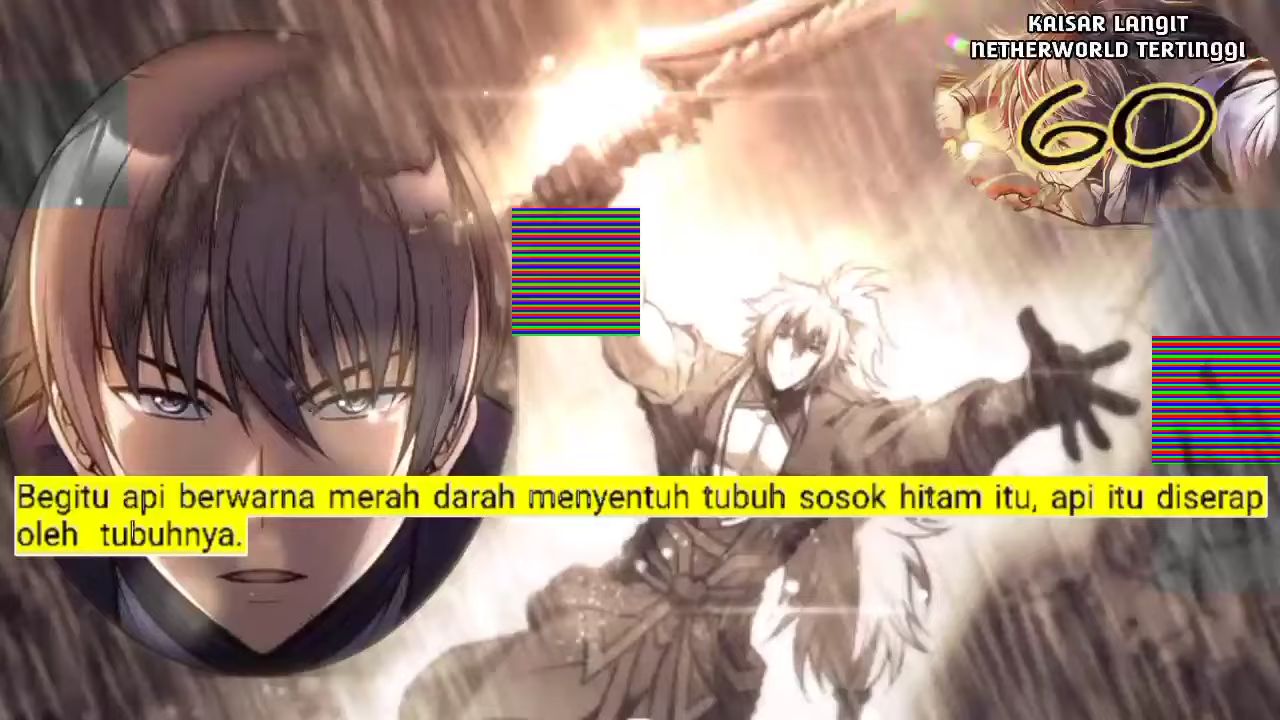 KAISAR LANGIT
NETHERWORLD TERTINGGI
60
Begitu api berwarna merah darah menyentuh tubuh sosok hitam itu, api itu diserap
oleh tubuhnya.